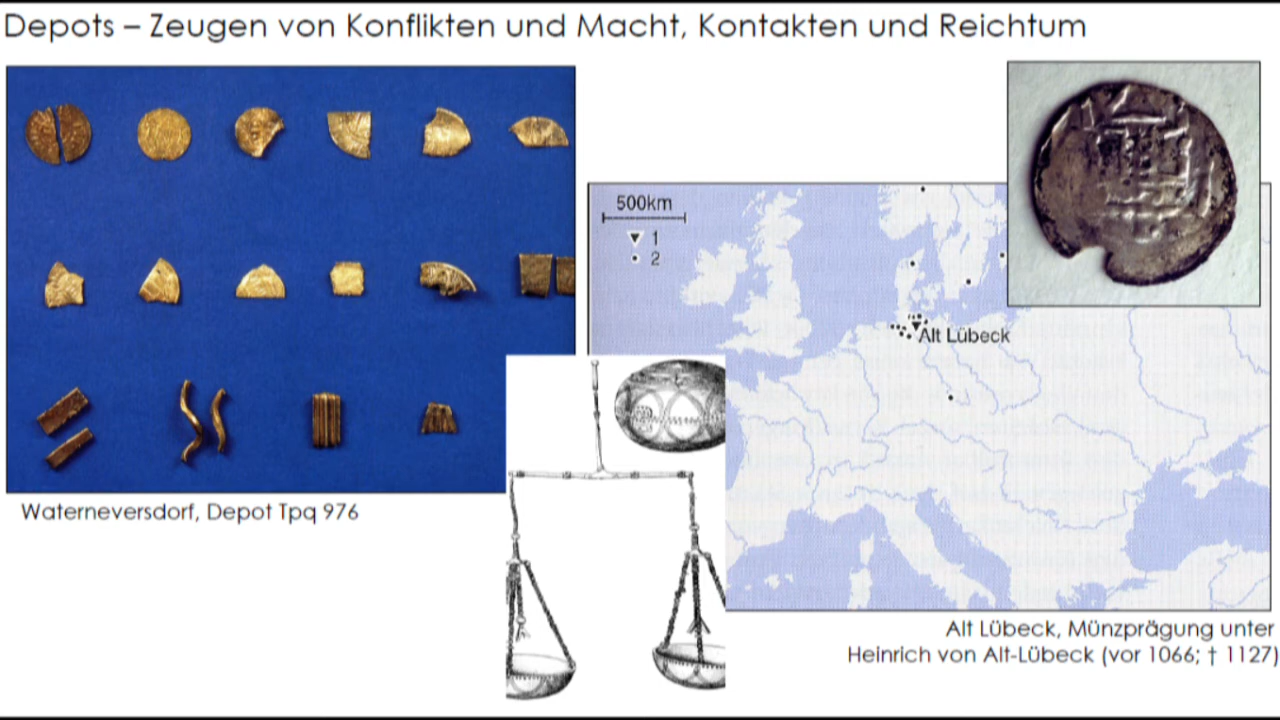 Depots – Zeugen von Konflikten und Macht, Kontakten und Reichtum
500km
1
2
Alt Lübeck
Waterneversdorf, Depot Tpq 976
Alt Lübeck, Münzprägung unter
Heinrich von Alt-Lübeck (vor 1066; † 1127)